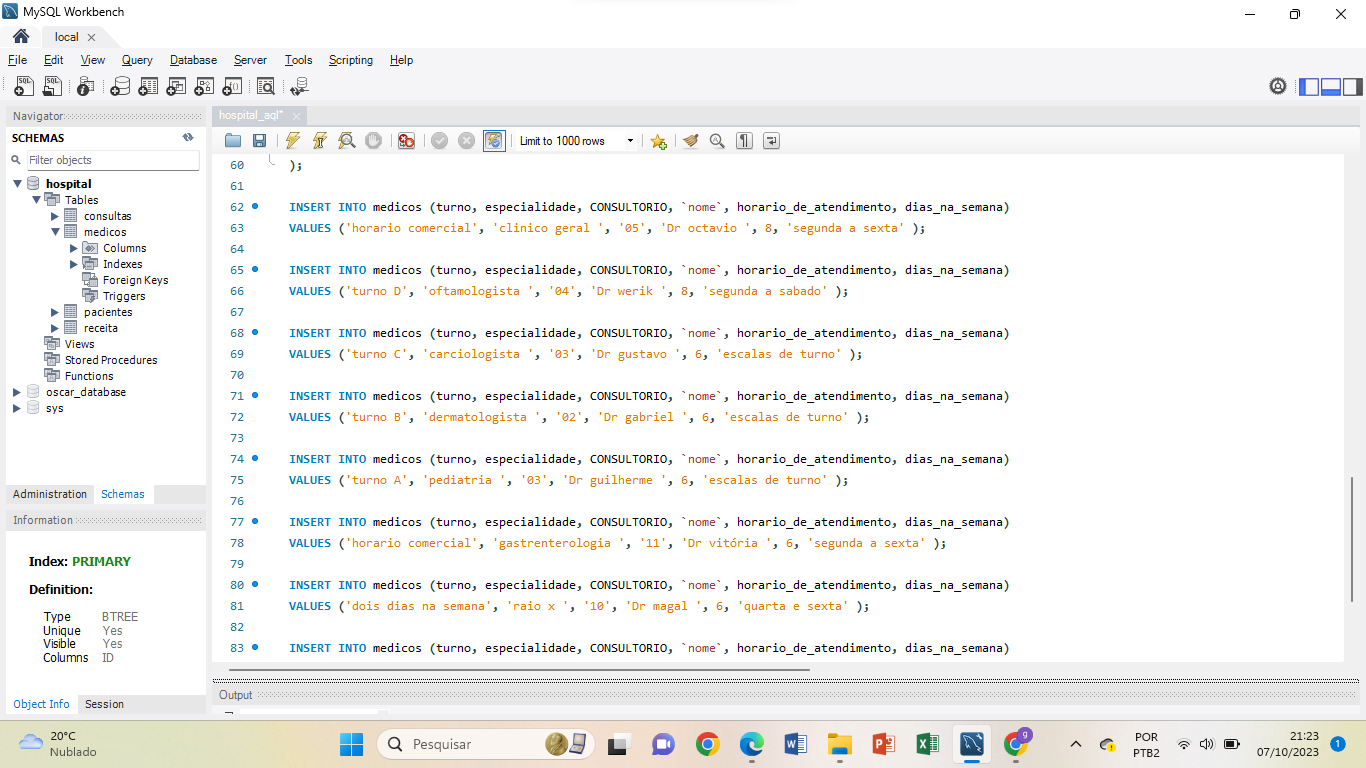 MySQL Workbench
local
File Edit View Query Database Server Tools Scripting Help
Navigator
SCHEMAS
Filter objects
hospital
Tables
consultas
medicos
Columns
Indexes
Foreign Keys
Triggers
pacientes
receita
Views
Stored Procedures
Functions
oscar_database
sys
Administration Schemas
Information
Index: PRIMARY
Definition:
Type BTREE
Unique Yes
Visible Yes
Columns ID
Object Info Session
hospital_aql*
Limit to 1000 rows
60 );
61
62 INSERT INTO medicos (turno, especialidade, CONSULTORIO, `nome`, horario_de_atendimento, dias_na_semana)
63 VALUES ('horario comercial', 'clinico geral ', '05', 'Dr octavio ', 8, 'segunda a sexta' );
64
65 INSERT INTO medicos (turno, especialidade, CONSULTORIO, `nome`, horario_de_atendimento, dias_na_semana)
66 VALUES ('turno D', 'oftamologista ', '04', 'Dr werik ', 8, 'segunda a sabado' );
67
68 INSERT INTO medicos (turno, especialidade, CONSULTORIO, `nome`, horario_de_atendimento, dias_na_semana)
69 VALUES ('turno C', 'carciologista ', '03', 'Dr gustavo ', 6, 'escalas de turno' );
70
71 INSERT INTO medicos (turno, especialidade, CONSULTORIO, `nome`, horario_de_atendimento, dias_na_semana)
72 VALUES ('turno B', 'dermatologista ', '02', 'Dr gabriel ', 6, 'escalas de turno' );
73
74 INSERT INTO medicos (turno, especialidade, CONSULTORIO, `nome`, horario_de_atendimento, dias_na_semana)
75 VALUES ('turno A', 'pediatria ', '03', 'Dr guilherme ', 6, 'escalas de turno' );
76
77 INSERT INTO medicos (turno, especialidade, CONSULTORIO, `nome`, horario_de_atendimento, dias_na_semana)
78 VALUES ('horario comercial', 'gastrenterologia ', '11', 'Dr vitória ', 6, 'segunda a sexta' );
79
80 INSERT INTO medicos (turno, especialidade, CONSULTORIO, `nome`, horario_de_atendimento, dias_na_semana)
81 VALUES ('dois dias na semana', 'raio x ', '10', 'Dr magal ', 6, 'quarta e sexta' );
82
83 INSERT INTO medicos (turno, especialidade, CONSULTORIO, `nome`, horario_de_atendimento, dias_na_semana)
Output
20°C
Nublado
Pesquisar
POR
PTB2
21:23
07/10/2023
1